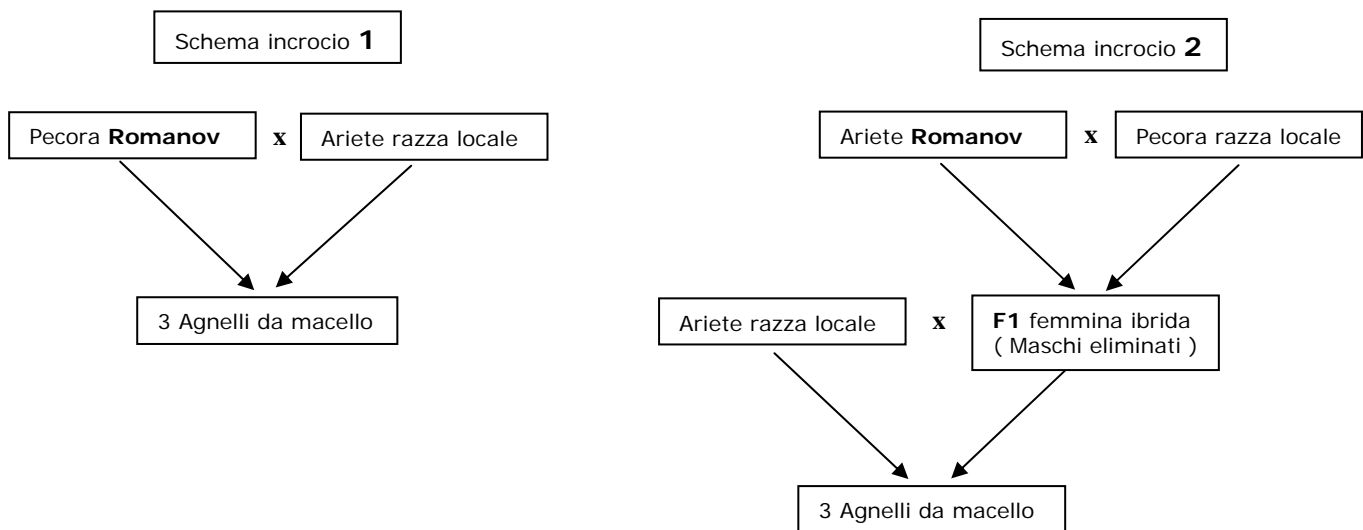 Schema incrocio 1
Pecora Romanov x Ariete razza locale
3 Agnelli da macello
Schema incrocio 2
Ariete Romanov x Pecora razza locale
Ariete razza locale x F1 femmina ibrida
( Maschi eliminati )
3 Agnelli da macello